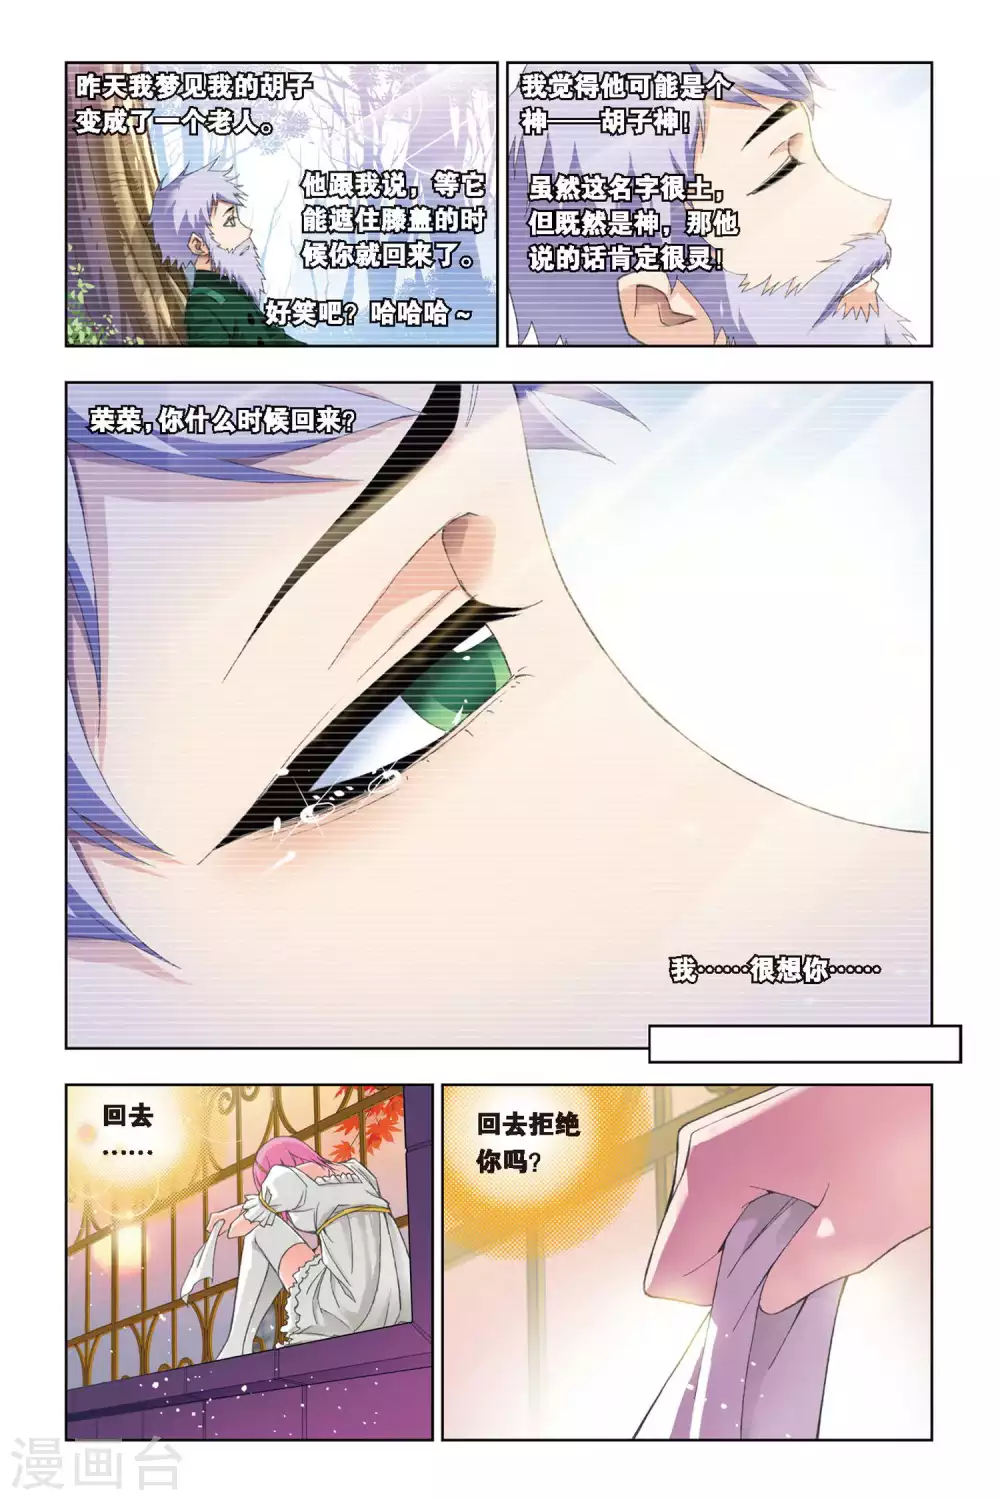 昨天我梦见我的胡子
变成了一个老人。
他跟我说，等它
能遮住膝盖的时
候你就回来了。
好笑吧？哈哈哈～
我觉得他可能是个
神——胡子神！
虽然这名字很土，
但既然是神，那他
说的话肯定很灵！
荣荣，你什么时候回来？
我……很想你……
回去
……
回去拒绝
你吗？
漫画台